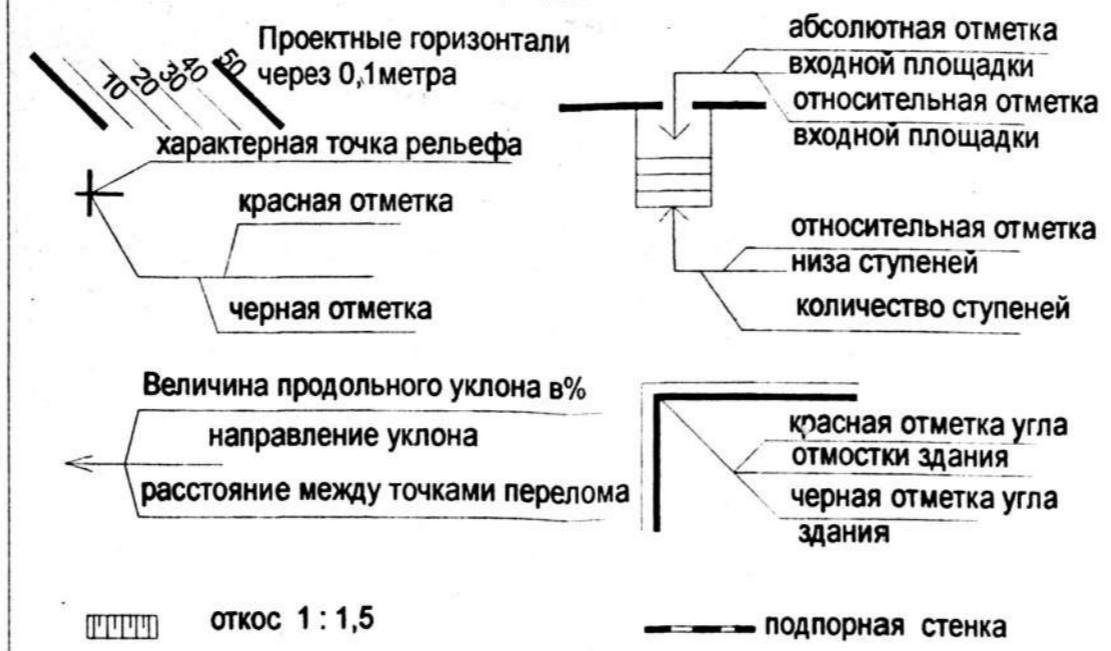 Проектные горизонтали
через 0,1метра
10 20 30 40 50
характерная точка рельефа
красная отметка
черная отметка
абсолютная отметка
входной площадки
относительная отметка
входной площадки
относительная отметка
низа ступеней
количество ступеней
Величина продольного уклона в%
направление уклона
расстояние между точками перелома
красная отметка угла
отмостки здания
черная отметка угла
здания
откос 1 : 1,5
подпорная стенка